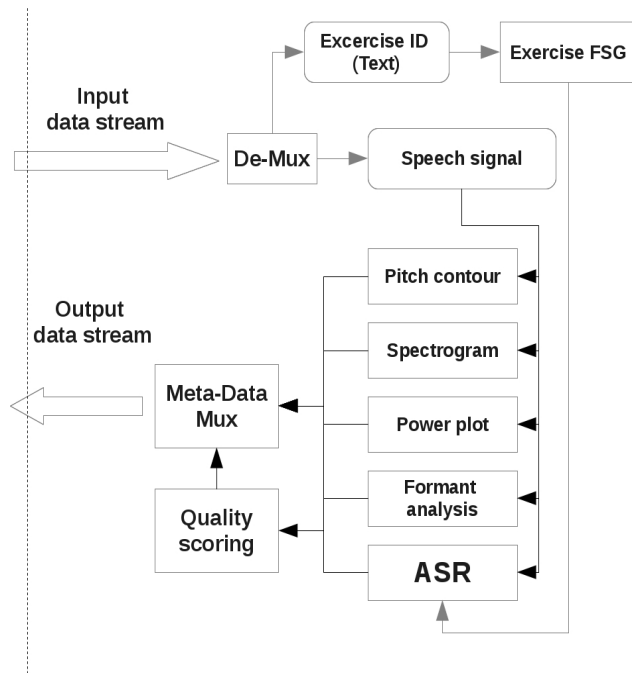 Excercise ID
(Text)
Exercise FSG
Input
data stream
De-Mux
Speech signal
Pitch contour
Output
data stream
Spectrogram
Meta-Data
Mux
Power plot
Formant
analysis
Quality
scoring
ASR